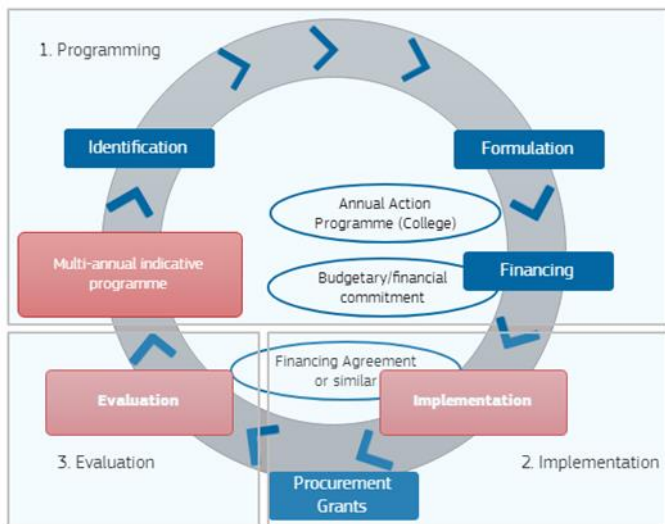 1. Programming
Identification
Formulation
Annual Action
Programme (College)
Multi-annual indicative
programme
Budgetary/financial
commitment
Financing
Financing Agreement
or similar
Evaluation
Implementation
3. Evaluation
2. Implementation
Procurement
Grants